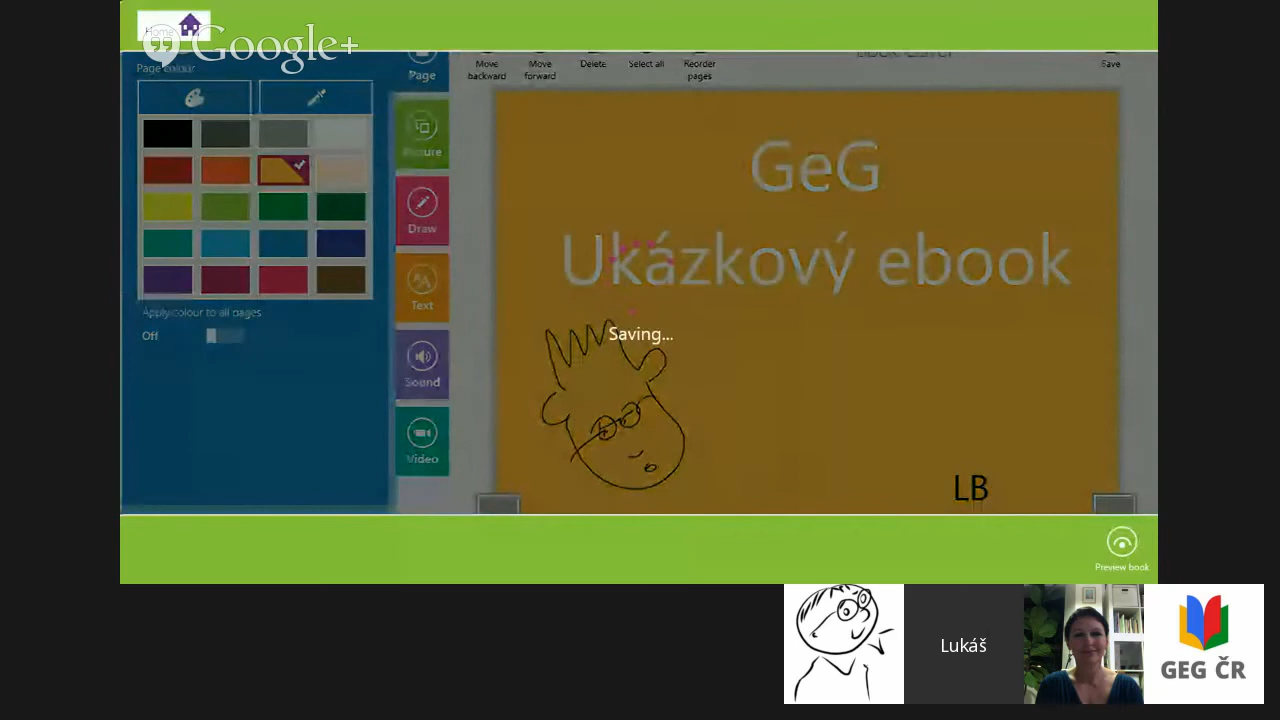 Home
Google+
Page colour
Page
Move backward
Move forward
Delete
Select all
Reorder pages
Save
Picture
Draw
Text
Sound
Video
Apply colour to all pages
Off
GeG
Ukázkový ebook
Saving...
LB
Preview book
Lukáš
GEG ČR